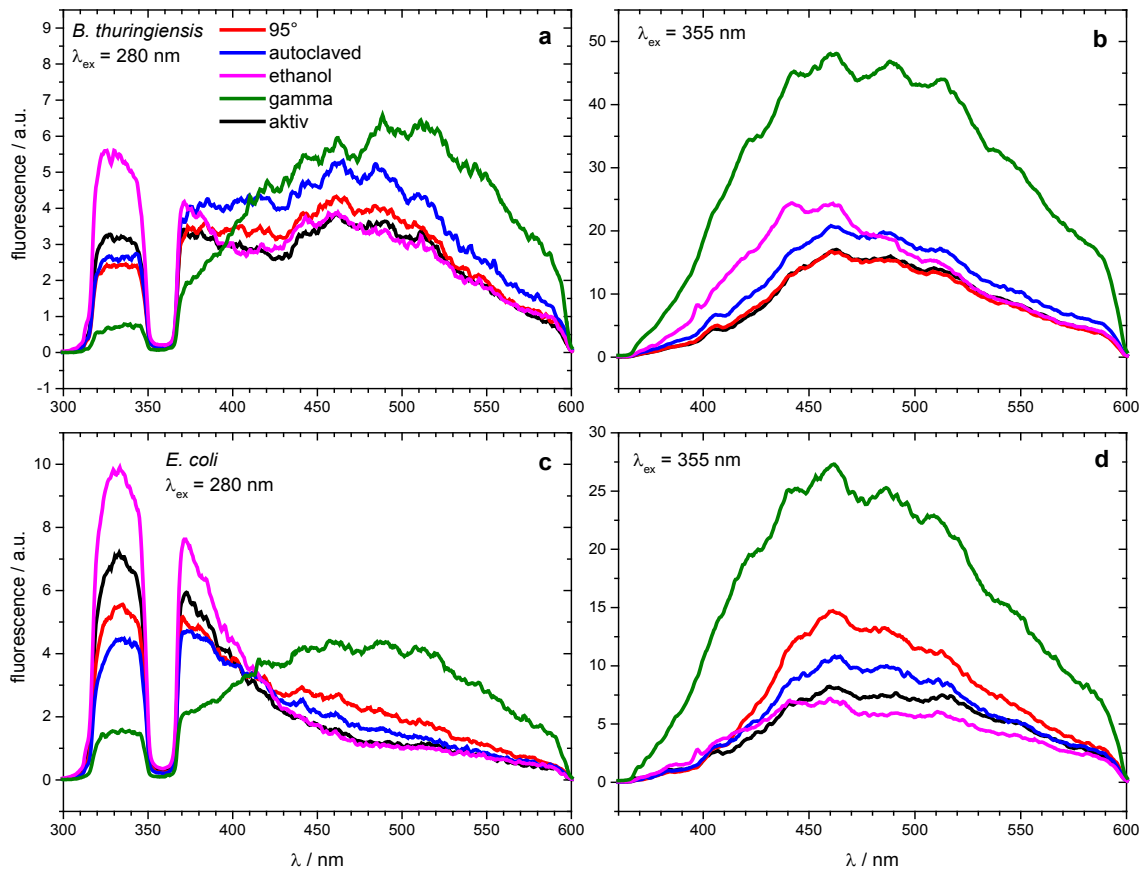 B. thuringiensis
λex = 280 nm
95°
autoclaved
ethanol
gamma
aktiv
a
fluorescence / a.u.
9
8
7
6
5
4
3
2
1
0
-1
300 350 400 450 500 550 600
λex = 355 nm
b
50
40
30
20
10
0
400 450 500 550 600
E. coli
λex = 280 nm
c
fluorescence / a.u.
10
8
6
4
2
0
300 350 400 450 500 550 600
λ / nm
λex = 355 nm
d
30
25
20
15
10
5
0
400 450 500 550 600
λ / nm